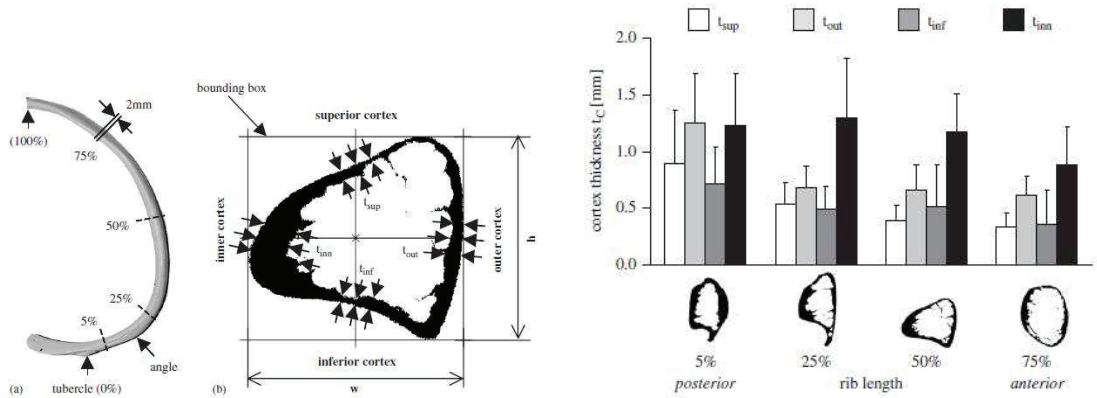 2mm
(100%)
75%
50%
25%
5%
angle
tubercle (0%)
(a)
bounding box
superior cortex
inner cortex
t_sup
t_inn
t_out
t_inf
outer cortex
h
inferior cortex
w
(b)
t_sup t_out t_inf t_inn
cortex thickness t_C [mm]
2.0
1.5
1.0
0.5
0.0
5% 25% 50% 75%
posterior rib length anterior